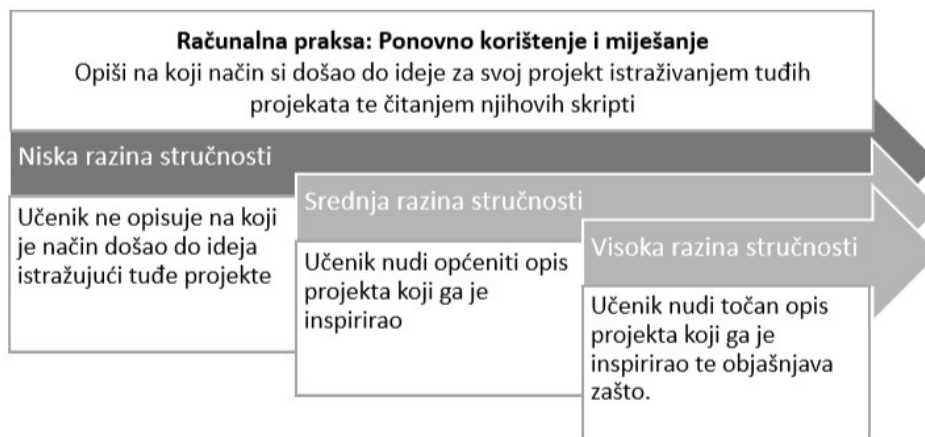 Računalna praksa: Ponovno korištenje i miješanje
Opiši na koji način si došao do ideje za svoj projekt istraživanjem tuđih
projekata te čitanjem njihovih skripti
Niska razina stručnosti
Učenik ne opisuje na koji
je način došao do ideja
istražujući tuđe projekte
Srednja razina stručnosti
Učenik nudi općeniti opis
projekta koji ga je
inspirirao
Visoka razina stručnosti
Učenik nudi točan opis
projekta koji ga je
inspirirao te objašnjava
zašto.